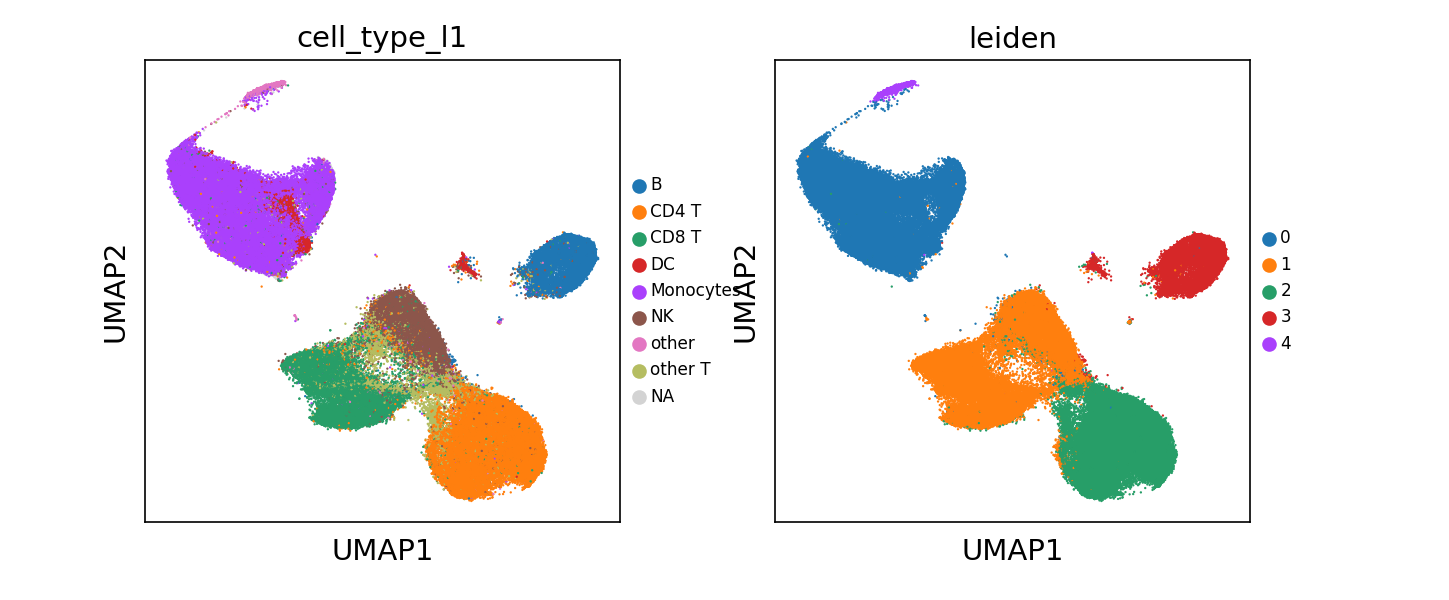 cell_type_l1
UMAP2
UMAP1
B
CD4 T
CD8 T
DC
Monocytes
NK
other
other T
NA
leiden
UMAP2
UMAP1
0
1
2
3
4